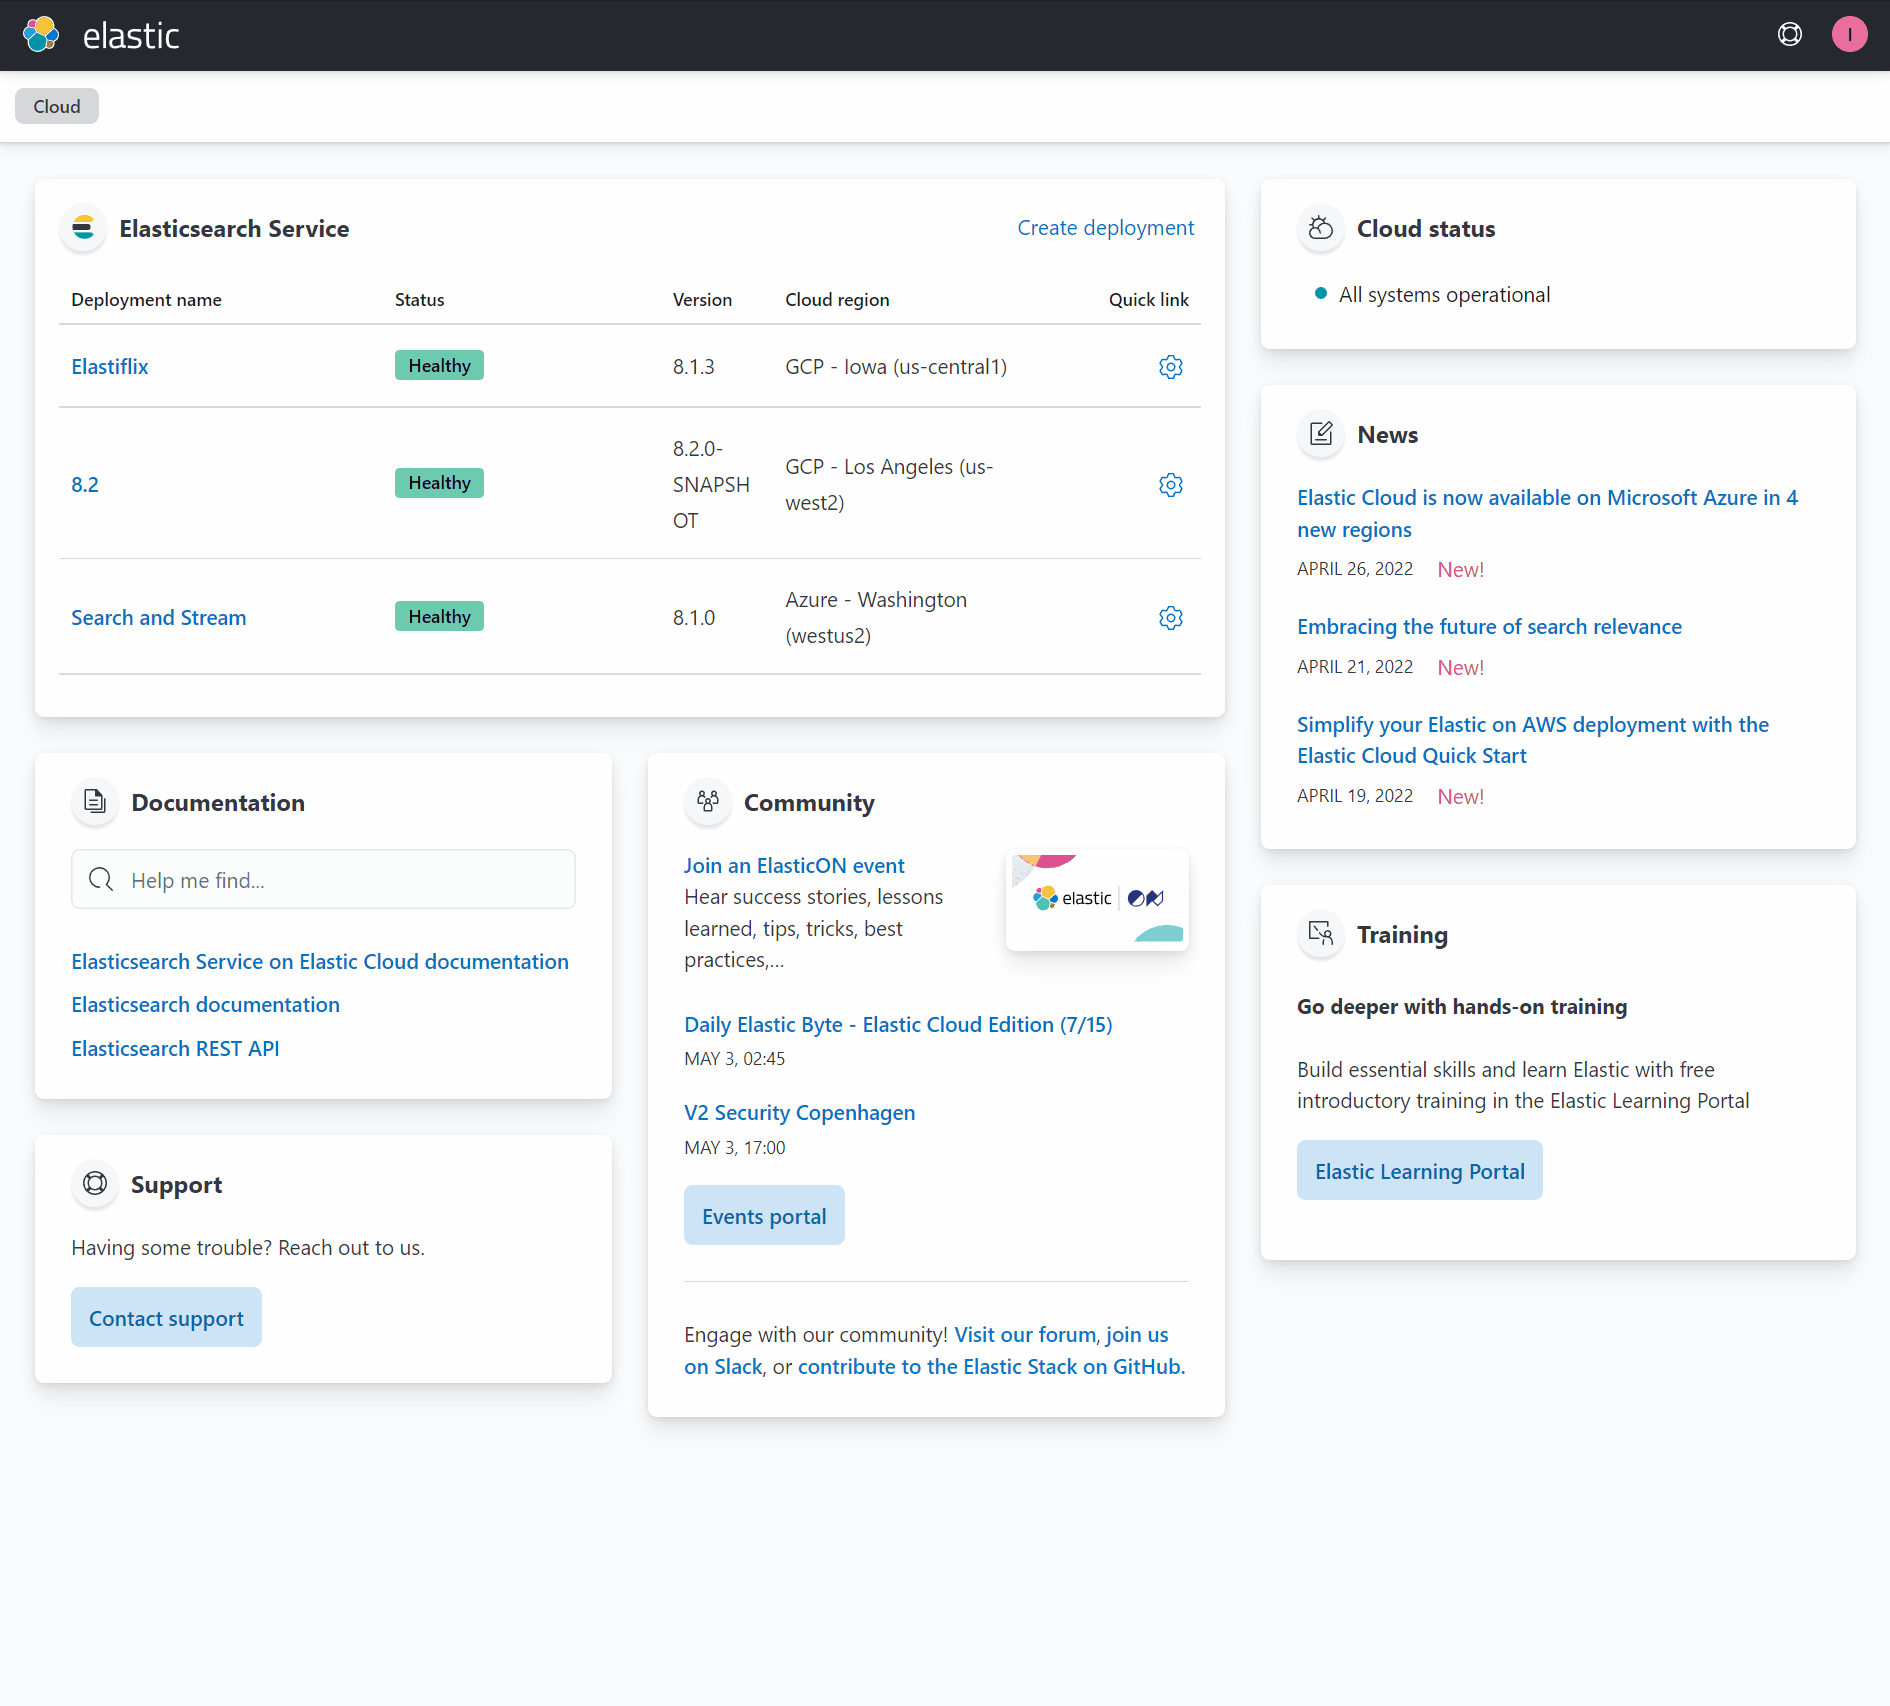 elastic
I
Cloud
Elasticsearch Service
Create deployment
Deployment name Status Version Cloud region Quick link
Elastiflix Healthy 8.1.3 GCP - Iowa (us-central1)
8.2 Healthy
8.2.0-
SNAPSH
OT
GCP - Los Angeles (us-
west2)
Search and Stream Healthy 8.1.0
Azure - Washington
(westus2)
Cloud status
All systems operational
News
Elastic Cloud is now available on Microsoft Azure in 4
new regions
APRIL 26, 2022 New!
Embracing the future of search relevance
APRIL 21, 2022 New!
Simplify your Elastic on AWS deployment with the
Elastic Cloud Quick Start
APRIL 19, 2022 New!
Documentation
Help me find...
Elasticsearch Service on Elastic Cloud documentation
Elasticsearch documentation
Elasticsearch REST API
Support
Having some trouble? Reach out to us.
Contact support
Community
Join an ElasticON event
Hear success stories, lessons
learned, tips, tricks, best
practices,...
elastic ON
Daily Elastic Byte - Elastic Cloud Edition (7/15)
MAY 3, 02:45
V2 Security Copenhagen
MAY 3, 17:00
Events portal
Engage with our community! Visit our forum, join us
on Slack, or contribute to the Elastic Stack on GitHub.
Training
Go deeper with hands-on training
Build essential skills and learn Elastic with free
introductory training in the Elastic Learning Portal
Elastic Learning Portal